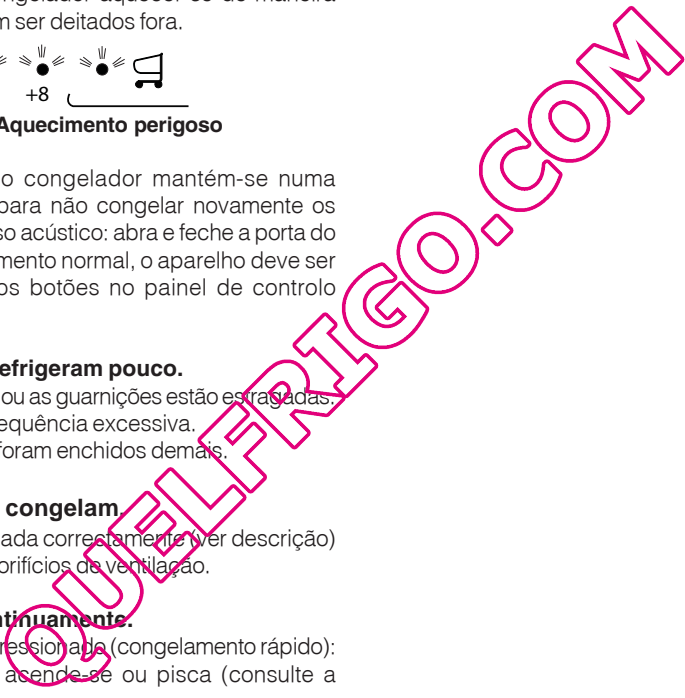 ngelador aquecer-se de maneira
m ser deitados fora.
+8
Aquecimento perigoso
o congelador mantém-se numa
para não congelar novamente os
so acústico: abra e feche a porta do
mento normal, o aparelho deve ser
os botões no painel de controlo
efrigeram pouco.
ou as guarnições estão estragadas.
equência excessiva.
foram enchidos demais.
congelam.
ada correctamente (ver descrição)
orifícios de ventilação.
ntinuamente.
ressionado (congelamento rápido):
acende-se ou pisca (consulte a
QUELFRIGO.COM